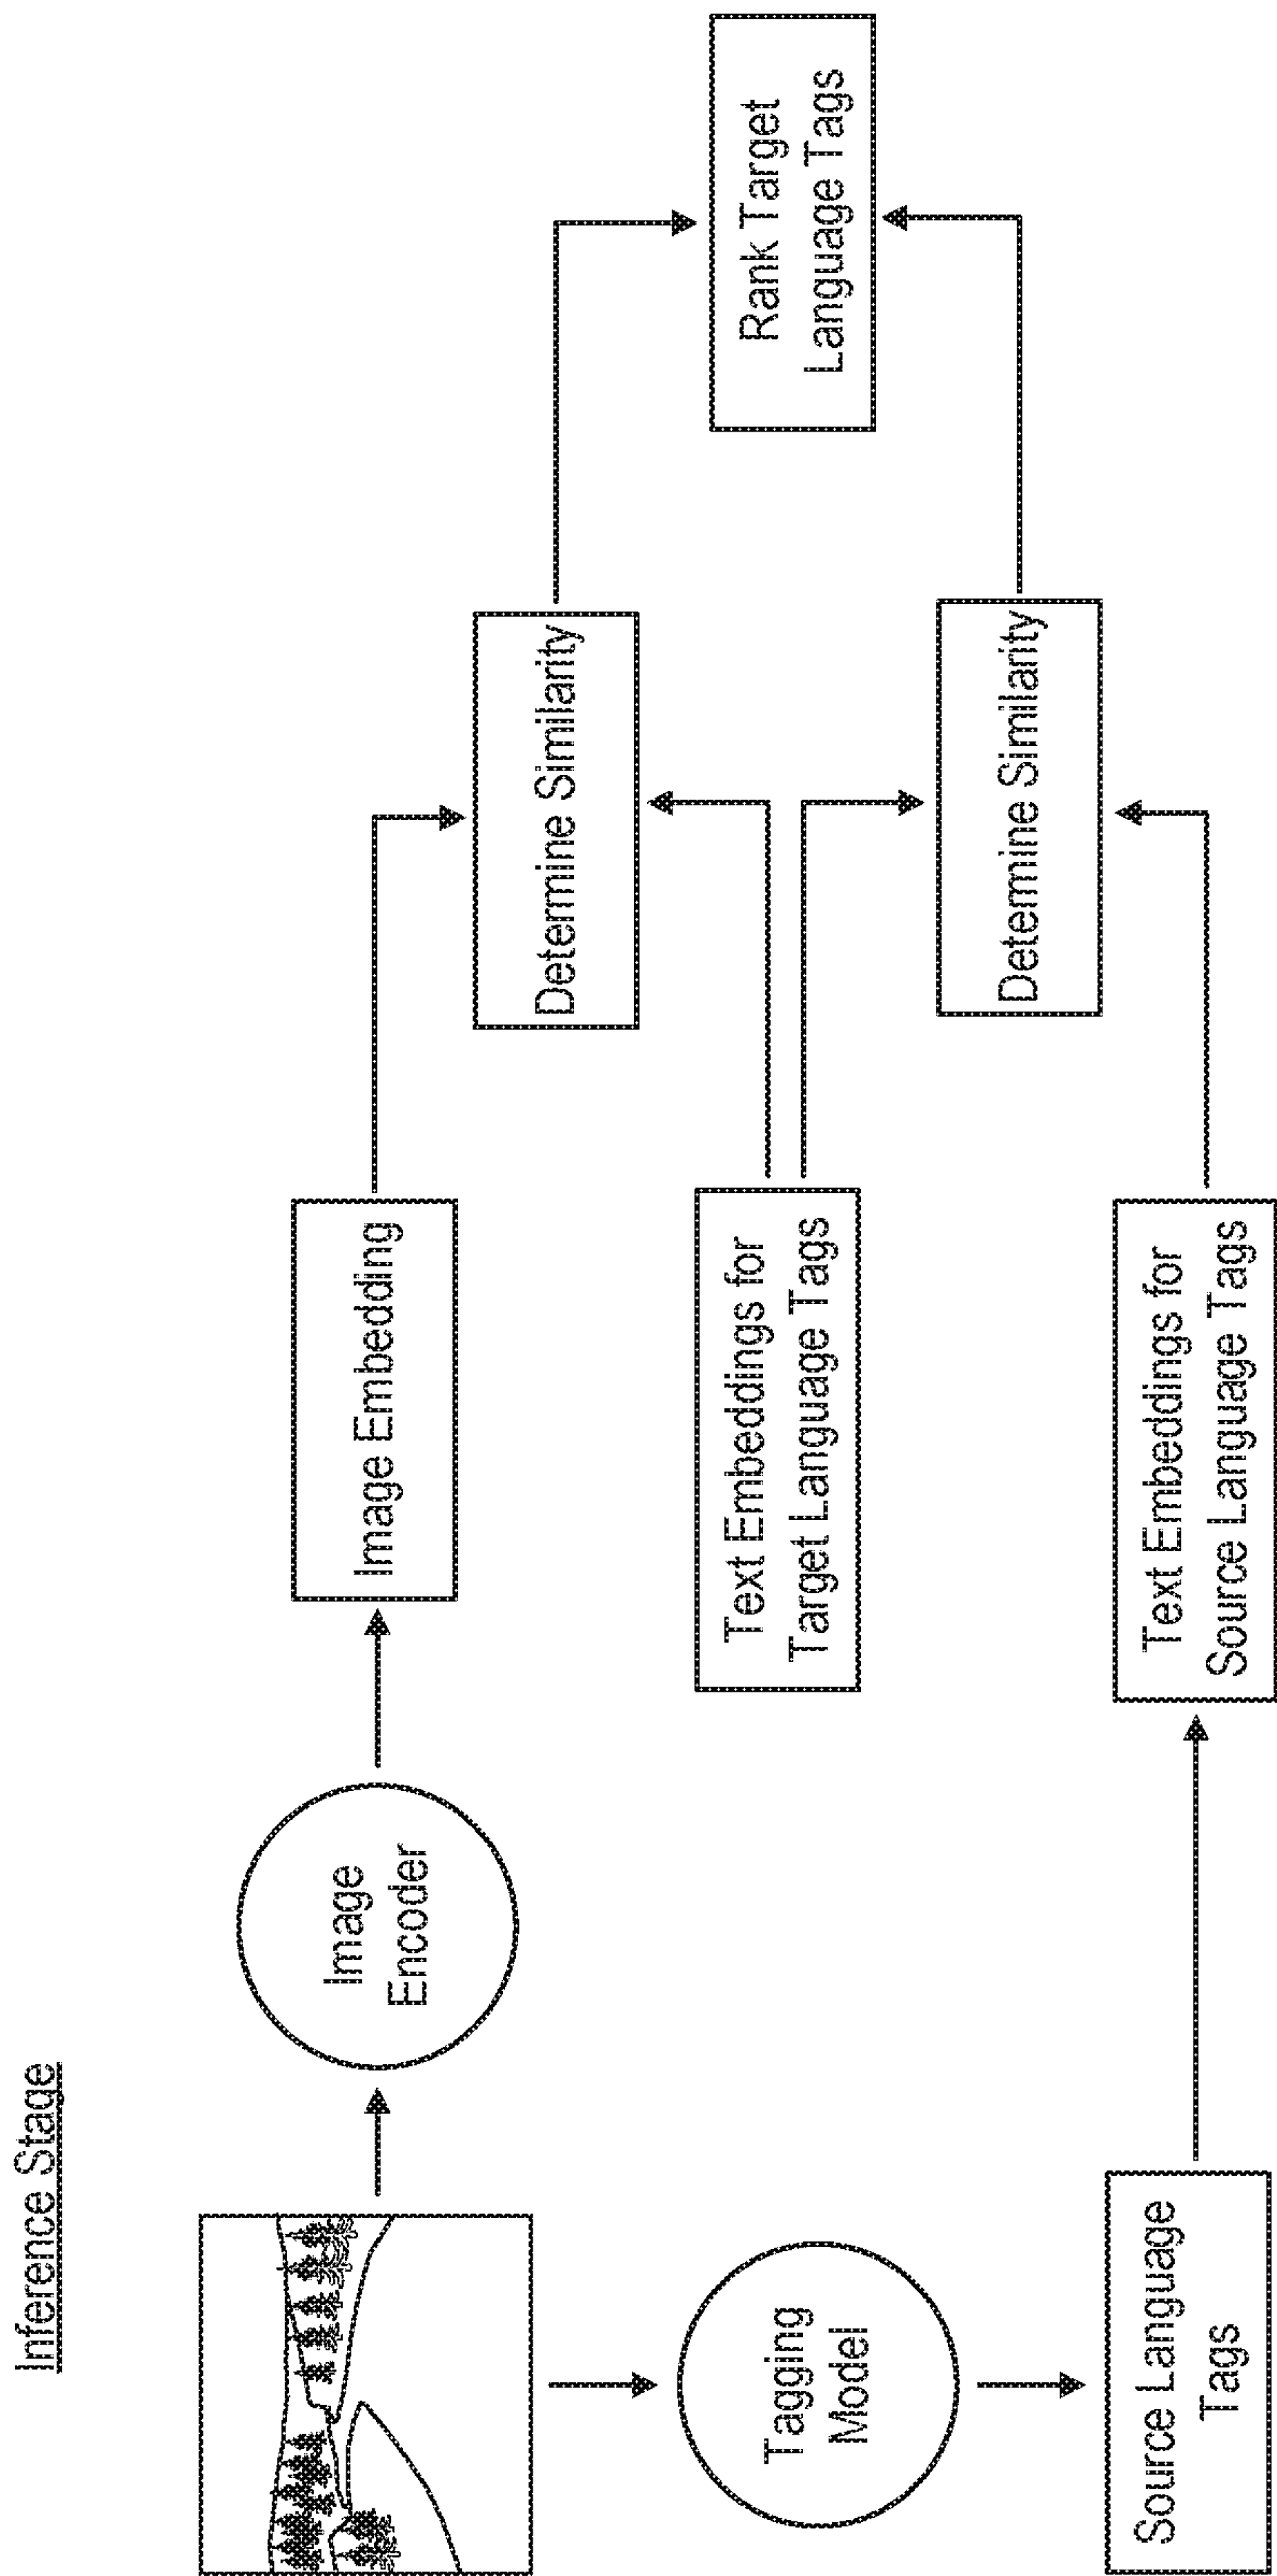 Inference Stage
Image
Encoder
Image Embedding
Determine Similarity
Tagging
Model
Text Embeddings for
Target Language Tags
Rank Target
Language Tags
Determine Similarity
Source Language
Tags
Text Embeddings for
Source Language Tags